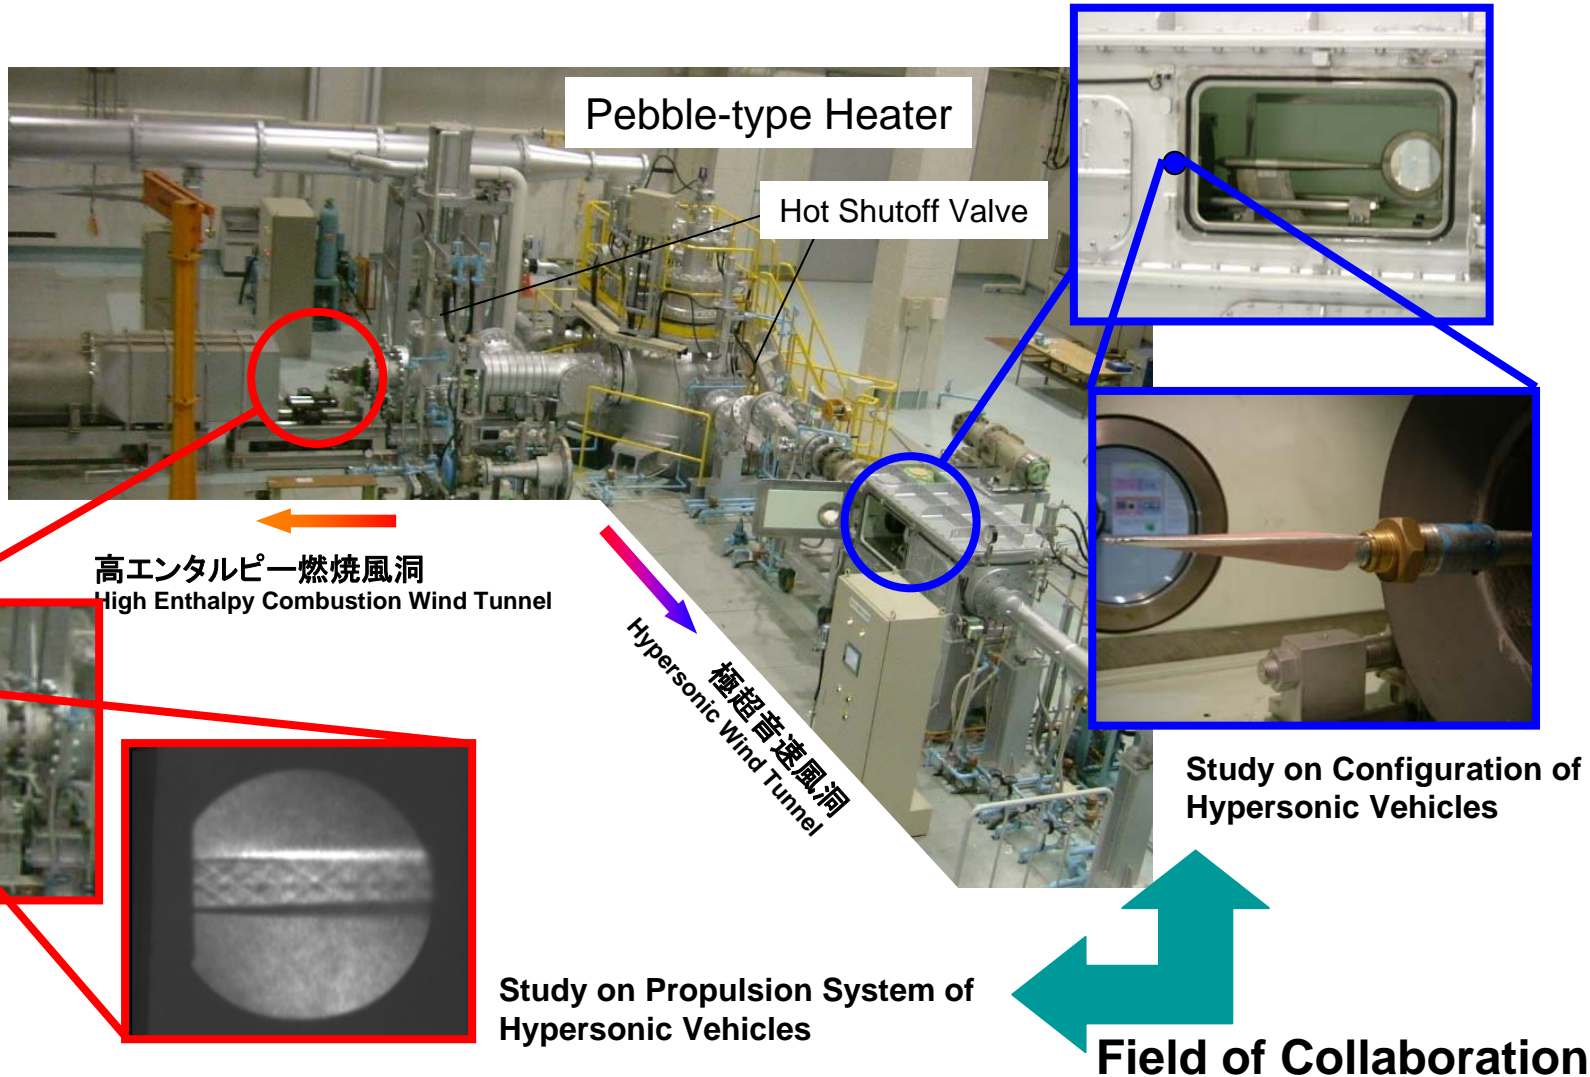 Pebble-type Heater
Hot Shutoff Valve
高エンタルピー燃焼風洞
High Enthalpy Combustion Wind Tunnel
極超音速風洞
Hypersonic Wind Tunnel
Study on Configuration of
Hypersonic Vehicles
Study on Propulsion System of
Hypersonic Vehicles
Field of Collaboration